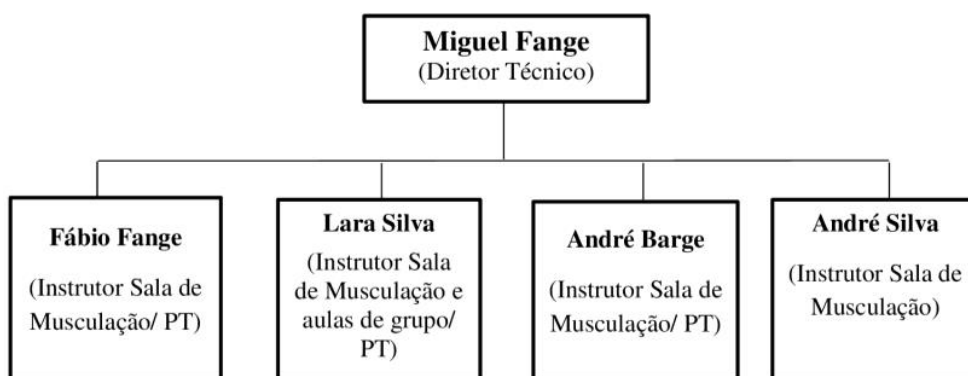 Miguel Fange
(Diretor Técnico)
Fábio Fange
(Instrutor Sala de
Musculação/ PT)
Lara Silva
(Instrutor Sala
de Musculação e
aulas de grupo/
PT)
André Barge
(Instrutor Sala de
Musculação/ PT)
André Silva
(Instrutor Sala de
Musculação)